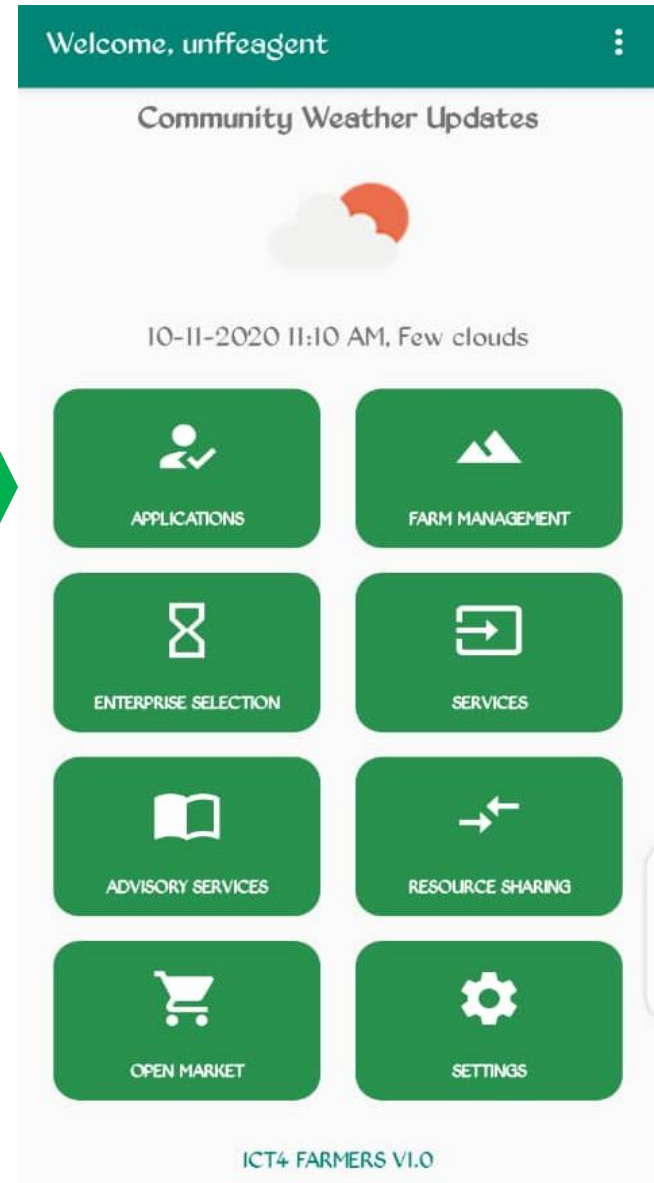 Welcome, unffeagent
Community Weather Updates
10-11-2020 11:10 AM, Few clouds
APPLICATIONS
FARM MANAGEMENT
ENTERPRISE SELECTION
SERVICES
ADVISORY SERVICES
RESOURCE SHARING
OPEN MARKET
SETTINGS
ICT4 FARMERS V1.0